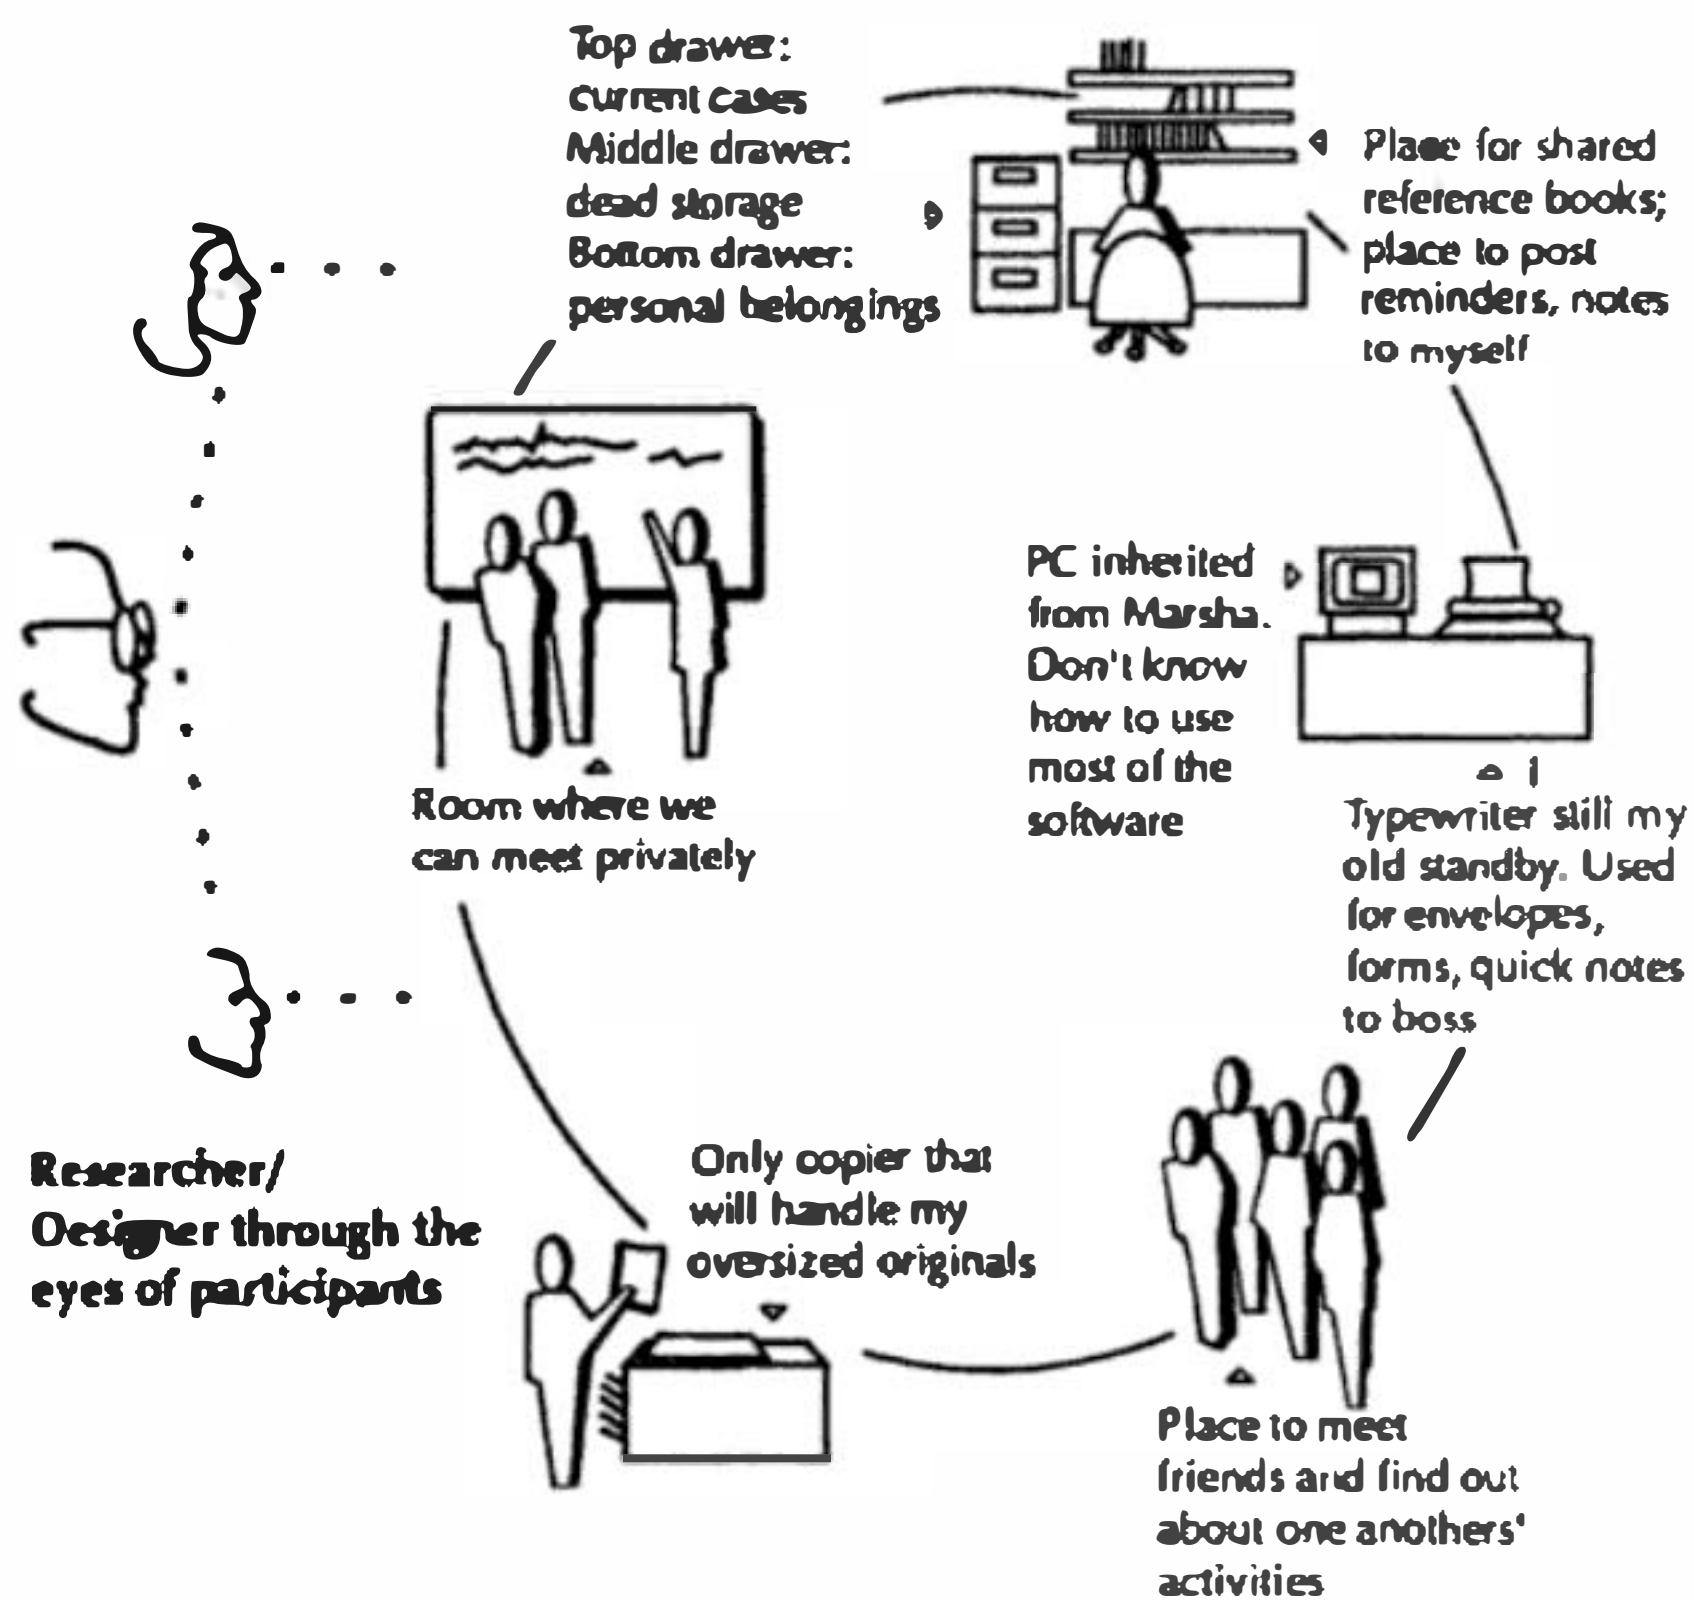 Top drawer:
current cases
Middle drawer:
dead storage
Bottom drawer:
personal belongings
Place for shared
reference books;
place to post
reminders, notes
to myself
PC inherited
from Marsha.
Don't know
how to use
most of the
software
Typewriter still my
old standby. Used
for envelopes,
forms, quick notes
to boss
Room where we
can meet privately
Only copier that
will handle my
oversized originals
Researcher/
Designer through the
eyes of participants
Place to meet
friends and find out
about one anothers'
activities